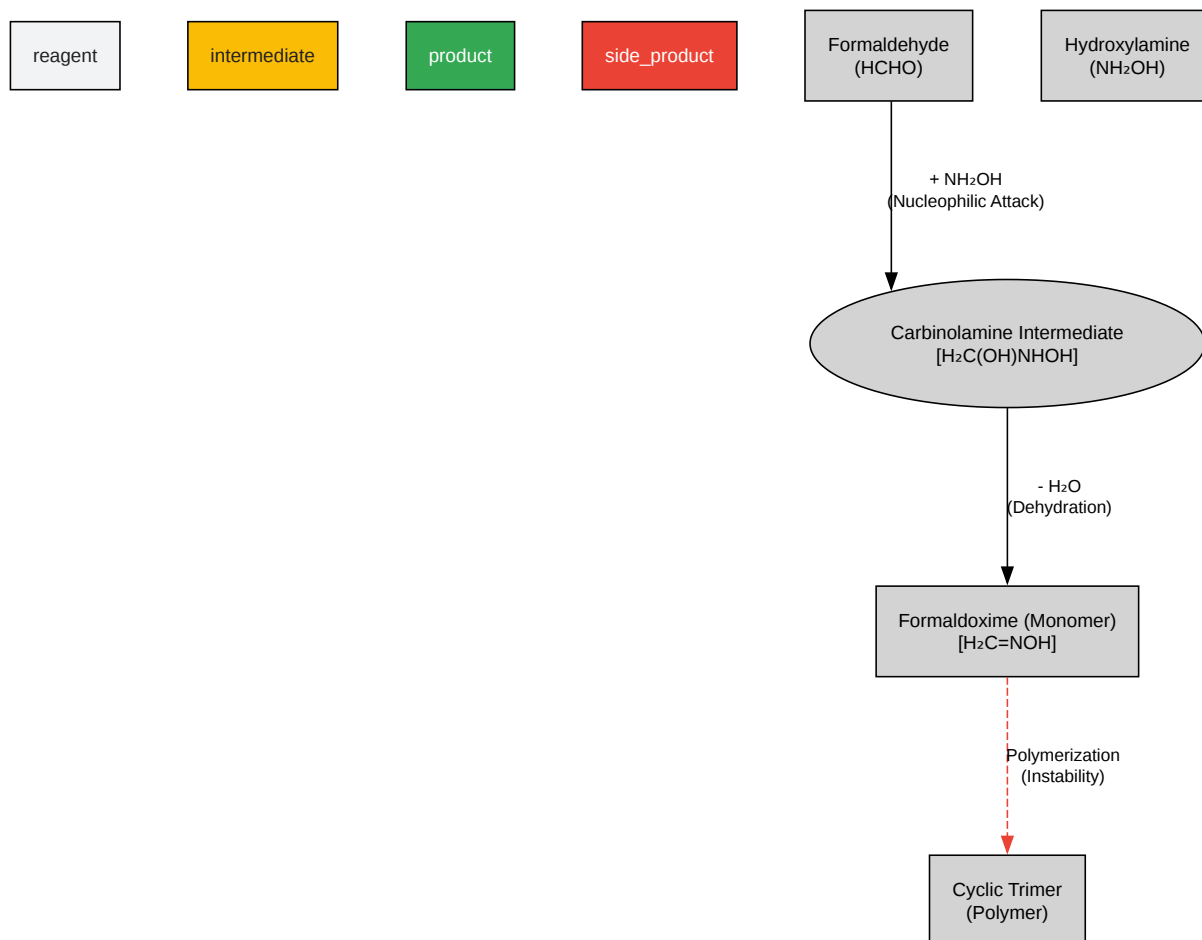 reagent
intermediate
product
side_product
Formaldehyde
(HCHO)
Hydroxylamine
(NH₂OH)
+ NH₂OH
(Nucleophilic Attack)
Carbinolamine Intermediate
[H₂C(OH)NHOH]
- H₂O
(Dehydration)
Formaldoxime (Monomer)
[H₂C=NOH]
Polymerization
(Instability)
Cyclic Trimer
(Polymer)